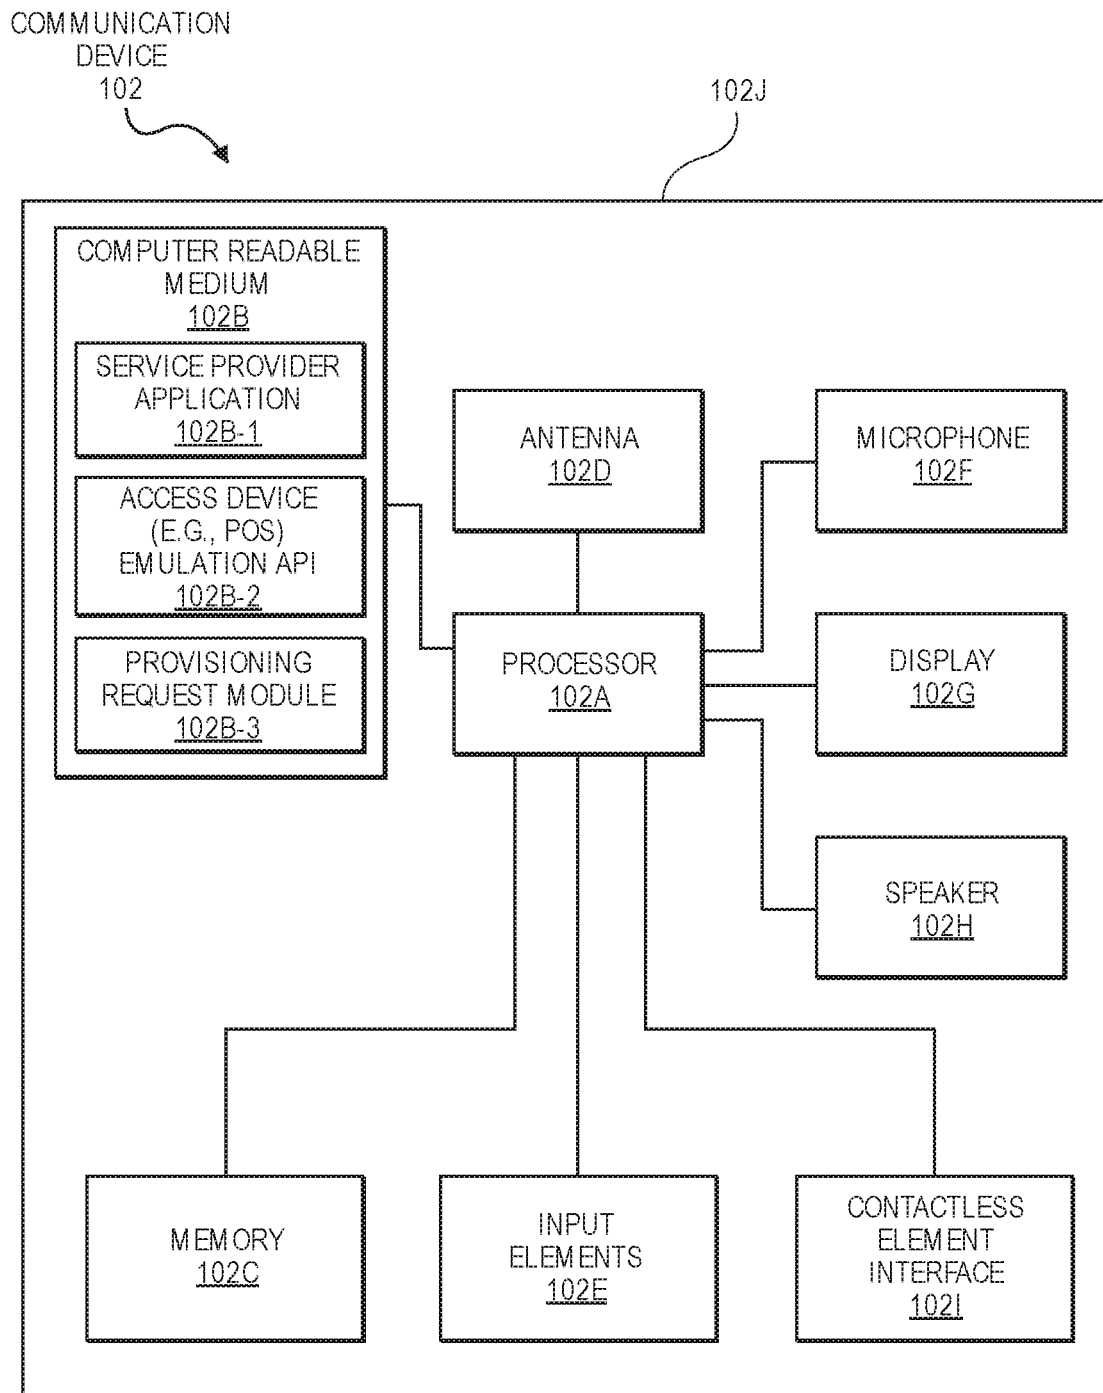 COMMUNICATION
DEVICE
102
102J
COMPUTER READABLE
MEDIUM
102B
SERVICE PROVIDER
APPLICATION
102B-1
ACCESS DEVICE
(E.G., POS)
EMULATION API
102B-2
PROVISIONING
REQUEST MODULE
102B-3
ANTENNA
102D
MICROPHONE
102F
PROCESSOR
102A
DISPLAY
102G
SPEAKER
102H
MEMORY
102C
INPUT
ELEMENTS
102E
CONTACTLESS
ELEMENT
INTERFACE
102I